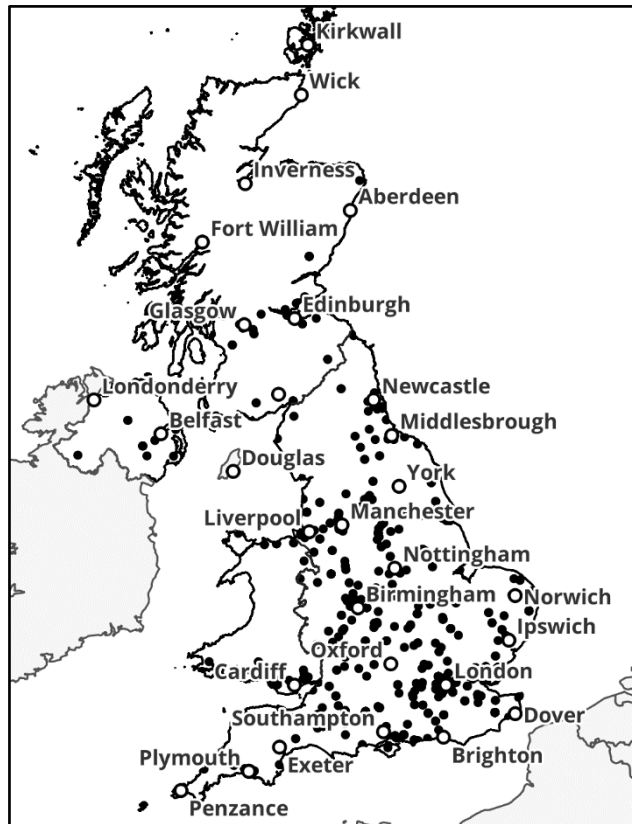 Kirkwall
Wick
Inverness
Aberdeen
Fort William
Edinburgh
Glasgow
Londonderry
Newcastle
Belfast
Middlesbrough
Douglas
York
Liverpool
Manchester
Nottingham
Birmingham
Norwich
Ipswich
Oxford
Cardiff
London
Southampton
Dover
Plymouth
Exeter
Brighton
Penzance